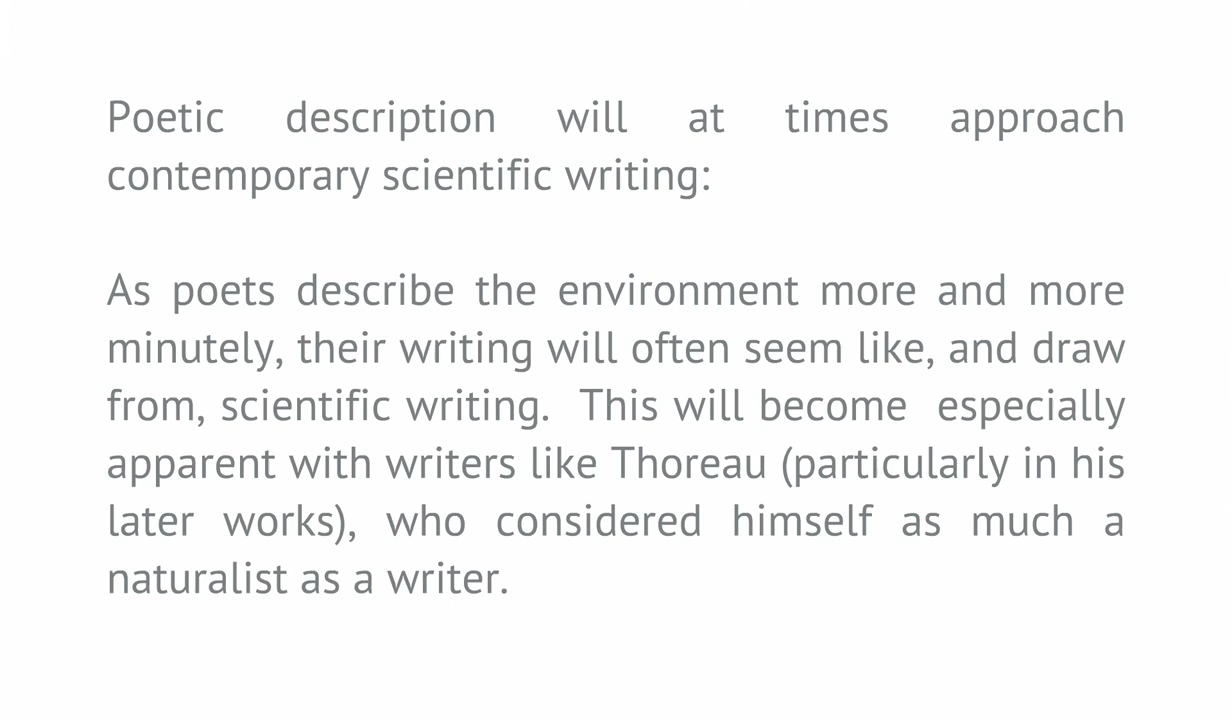 Poetic description will at times approach
contemporary scientific writing:
As poets describe the environment more and more
minutely, their writing will often seem like, and draw
from, scientific writing.  This will become  especially
apparent with writers like Thoreau (particularly in his
later works), who considered himself as much a
naturalist as a writer.